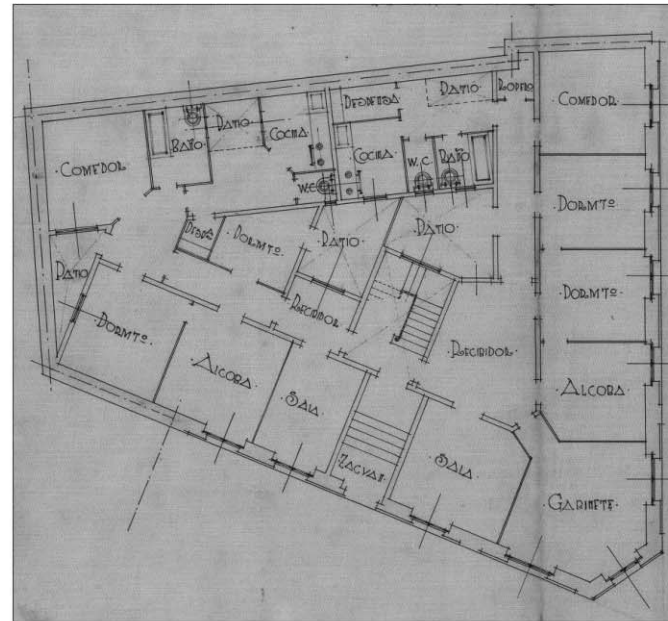 DESPENSA
PATIO
ROPERO
COMEDOR
BAÑO
PATIO
COCINA
COCINA
W.C.
BAÑO
COMEDOR
W.C.
DORMTº
DESPª
DORMTº
PATIO
PATIO
PATIO
DORMTº
RECIBIDOR
DORMTº
RECIBIDOR
ALCOBA
SALA
ALCOBA
ZAGUAN
SALA
GABINETE